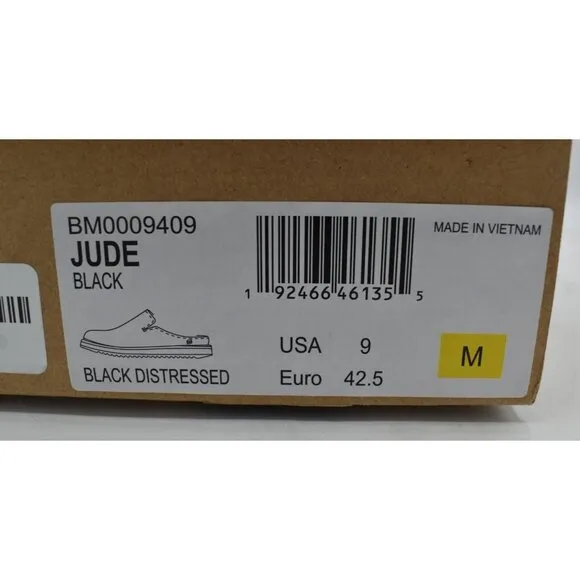 BM0009409
JUDE
BLACK
BLACK DISTRESSED
1 92466 46135 5
MADE IN VIETNAM
USA 9
Euro 42.5
M